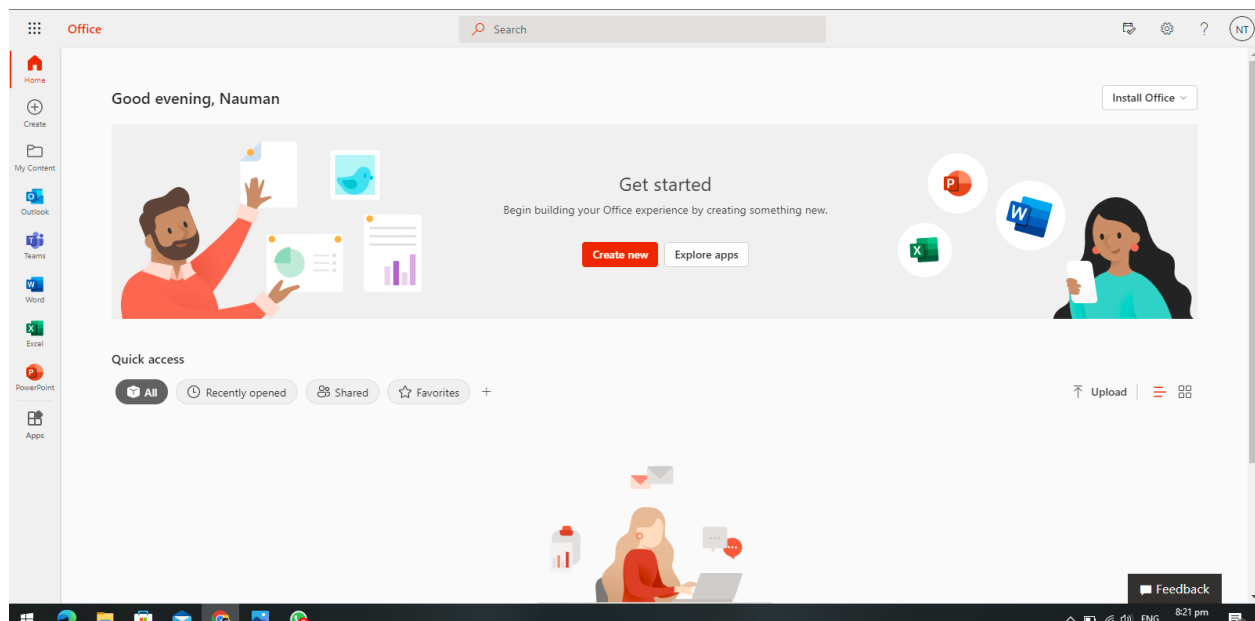 Office
Search
NT
Home
Create
My Content
Outlook
Teams
Word
Excel
PowerPoint
Apps
Good evening, Nauman
Install Office
Get started
Begin building your Office experience by creating something new.
Create new
Explore apps
P
W
X
Quick access
All
Recently opened
Shared
Favorites
Upload
Feedback
ENG
8:21 pm